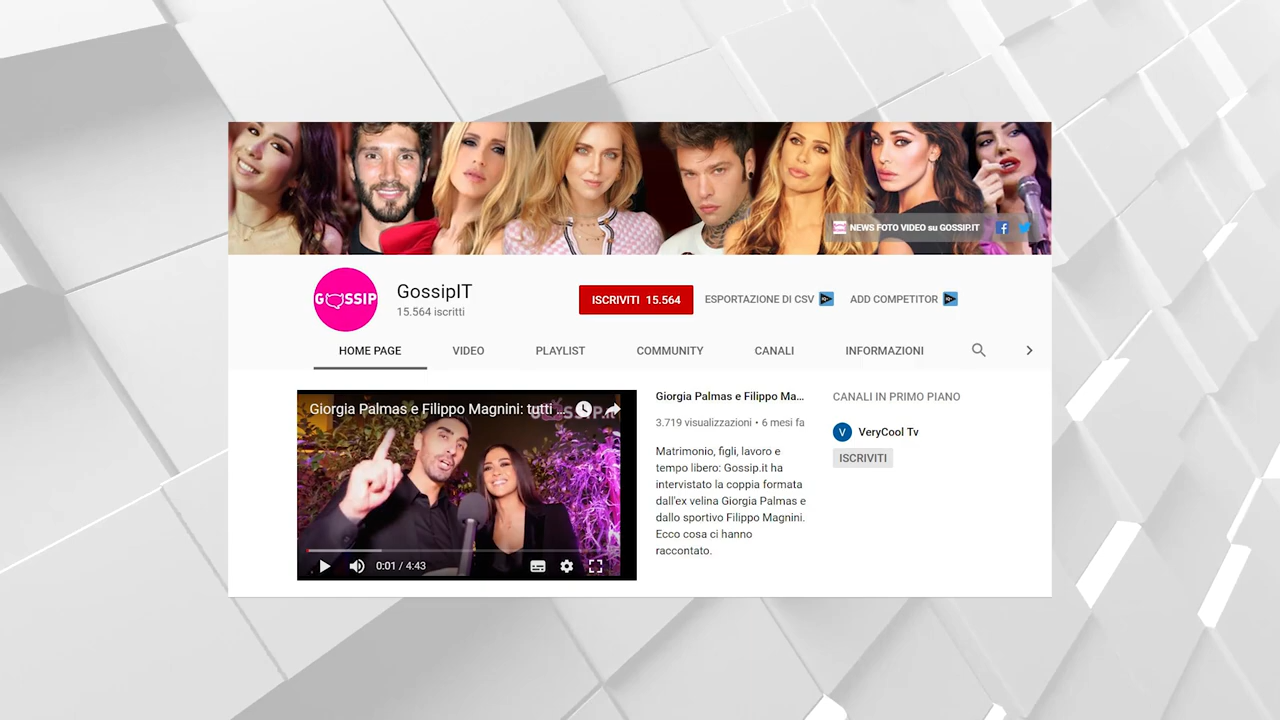 NEWS FOTO VIDEO su GOSSIP.IT
GOSSIP
GossipIT
15.564 iscritti
ISCRIVITI 15.564
ESPORTAZIONE DI CSV
ADD COMPETITOR
HOME PAGE
VIDEO
PLAYLIST
COMMUNITY
CANALI
INFORMAZIONI
Giorgia Palmas e Filippo Magnini: tutti ...
0:01 / 4:43
Giorgia Palmas e Filippo Ma...
3.719 visualizzazioni • 6 mesi fa
Matrimonio, figli, lavoro e
tempo libero: Gossip.it ha
intervistato la coppia formata
dall'ex velina Giorgia Palmas e
dallo sportivo Filippo Magnini.
Ecco cosa ci hanno
raccontato.
CANALI IN PRIMO PIANO
V
VeryCool Tv
ISCRIVITI